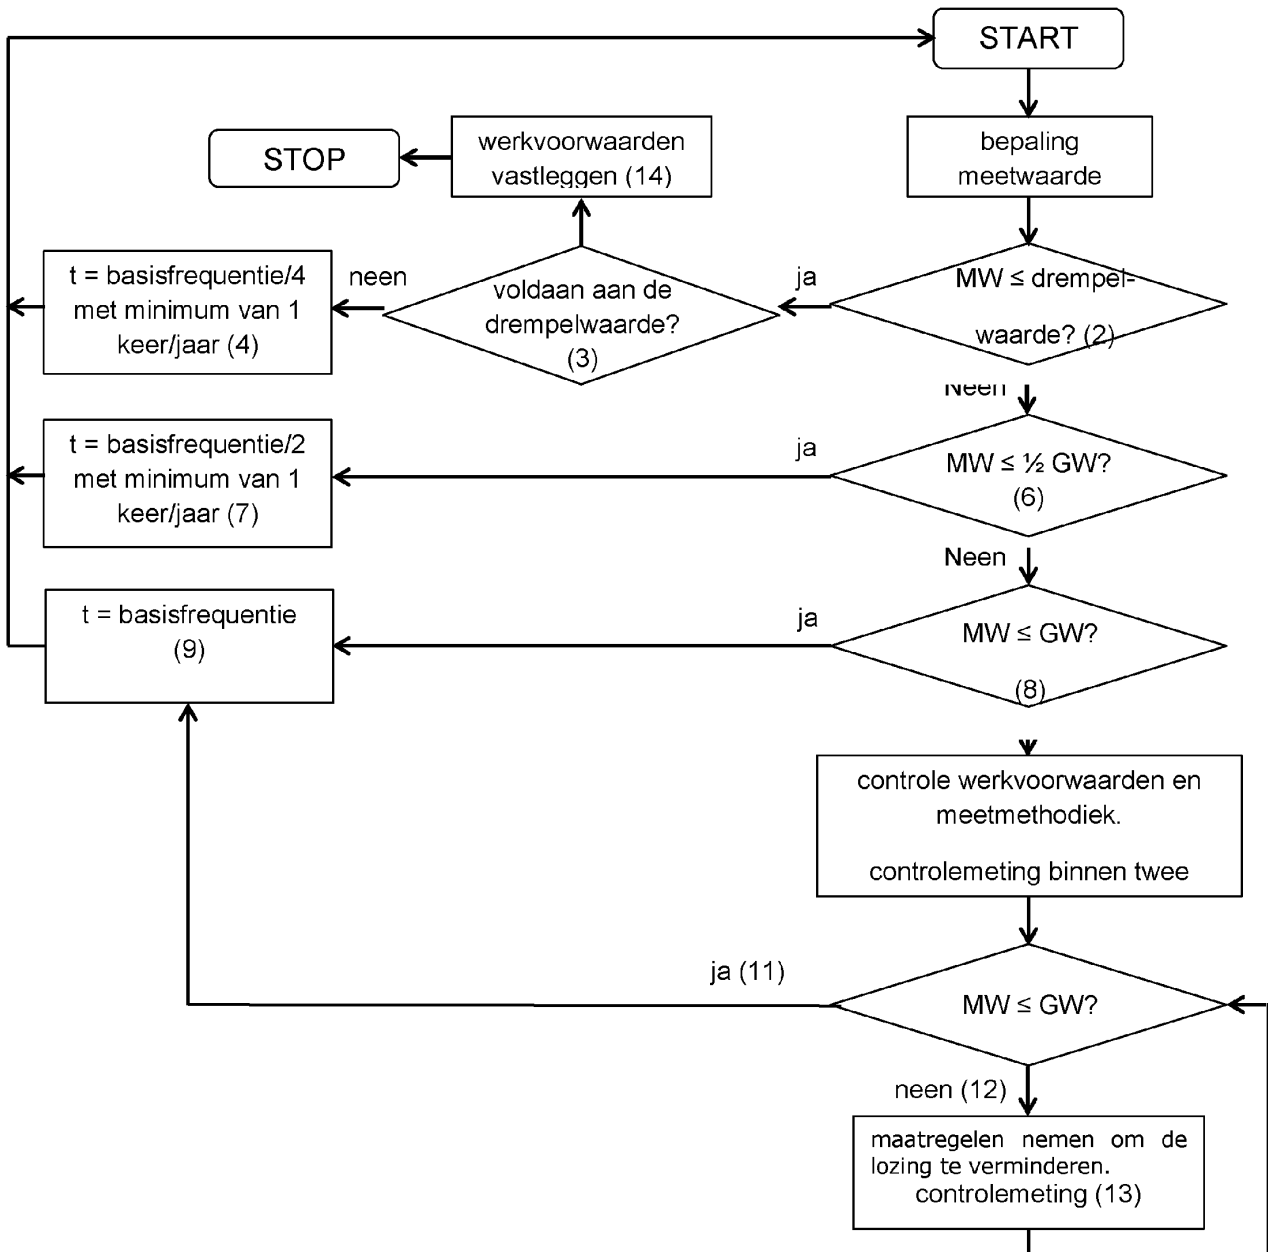 START
bepaling
meetwaarde
werkvoorwaarden
vastleggen (14)
STOP
MW ≤ drempel-
waarde? (2)
ja
voldaan aan de
drempelwaarde?
(3)
neen
t = basisfrequentie/4
met minimum van 1
keer/jaar (4)
Neen
MW ≤ ½ GW?
(6)
ja
t = basisfrequentie/2
met minimum van 1
keer/jaar (7)
Neen
MW ≤ GW?
(8)
ja
t = basisfrequentie
(9)
controle werkvoorwaarden en
meetmethodiek.
controlemeting binnen twee
MW ≤ GW?
ja (11)
neen (12)
maatregelen nemen om de
lozing te verminderen.
controlemeting (13)